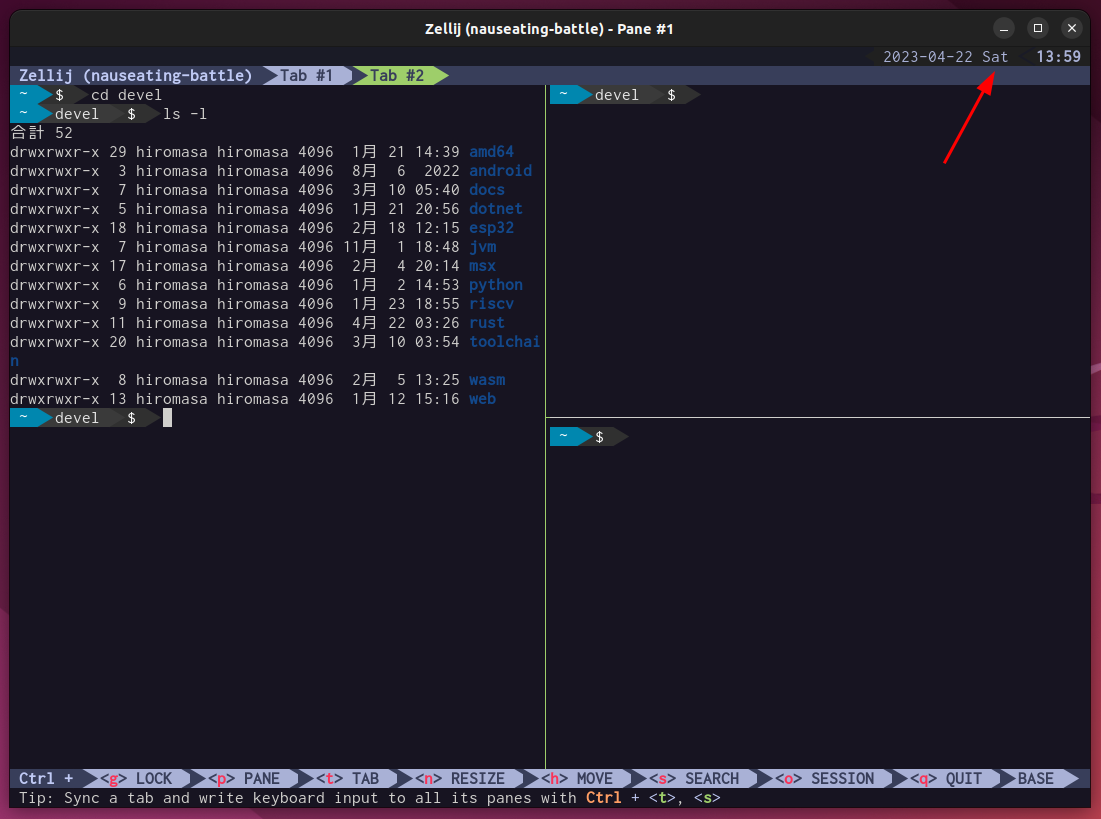 Zellij (nauseating-battle) - Pane #1
2023-04-22 Sat 13:59
Zellij (nauseating-battle) Tab #1 Tab #2
~ $ cd devel
~ devel $ ls -l
合計 52
drwxrwxr-x 29 hiromasa hiromasa 4096  1月 21 14:39 amd64
drwxrwxr-x  3 hiromasa hiromasa 4096  8月  6  2022 android
drwxrwxr-x  7 hiromasa hiromasa 4096  3月 10 05:40 docs
drwxrwxr-x  5 hiromasa hiromasa 4096  1月 21 20:56 dotnet
drwxrwxr-x 18 hiromasa hiromasa 4096  2月 18 12:15 esp32
drwxrwxr-x  7 hiromasa hiromasa 4096 11月  1 18:48 jvm
drwxrwxr-x 17 hiromasa hiromasa 4096  2月  4 20:14 msx
drwxrwxr-x  6 hiromasa hiromasa 4096  1月  2 14:53 python
drwxrwxr-x  9 hiromasa hiromasa 4096  1月 23 18:55 riscv
drwxrwxr-x 11 hiromasa hiromasa 4096  4月 22 03:26 rust
drwxrwxr-x 20 hiromasa hiromasa 4096  3月 10 03:54 toolchai
n
drwxrwxr-x  8 hiromasa hiromasa 4096  2月  5 13:25 wasm
drwxrwxr-x 13 hiromasa hiromasa 4096  1月 12 15:16 web
~ devel $
~ devel $
~ $
Ctrl + <g> LOCK <p> PANE <t> TAB <n> RESIZE <h> MOVE <s> SEARCH <o> SESSION <q> QUIT BASE
Tip: Sync a tab and write keyboard input to all its panes with Ctrl + <t>, <s>